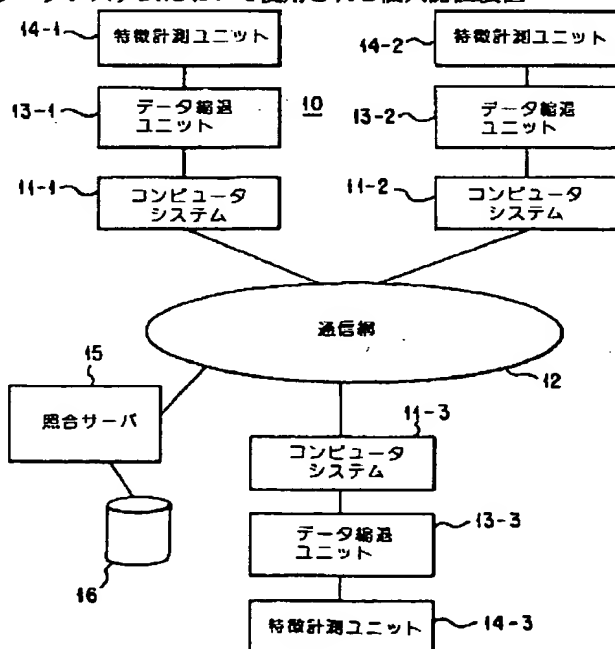 14-1
特徴計測ユニット
14-2
特徴計測ユニット
13-1
データ縮退
ユニット
10
13-2
データ縮退
ユニット
11-1
コンピュータ
システム
11-2
コンピュータ
システム
通信網
12
15
照合サーバ
16
11-3
コンピュータ
システム
13-3
データ縮退
ユニット
14-3
特徴計測ユニット